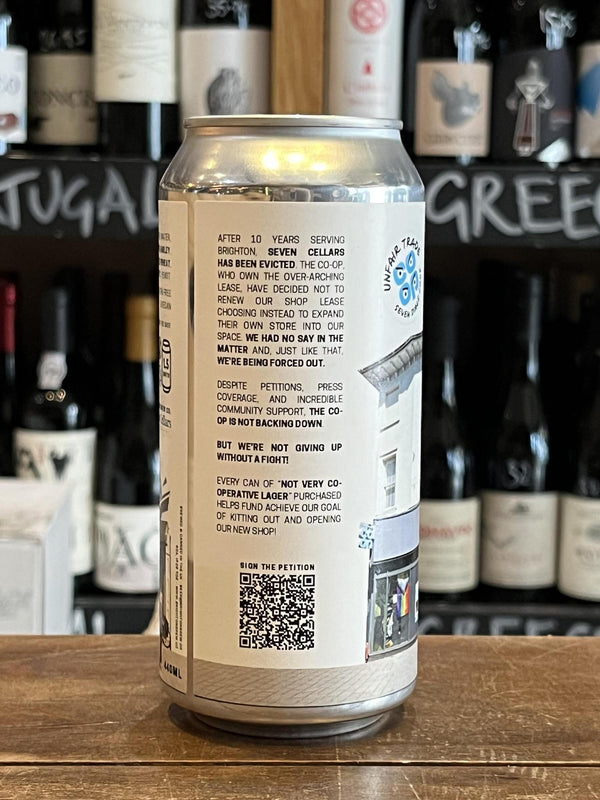 TUGAL
GREEC
AFTER 10 YEARS SERVING
BRIGHTON, SEVEN CELLARS
HAS BEEN EVICTED. THE CO-OP,
WHO OWN THE OVER-ARCHING
LEASE, HAVE DECIDED NOT TO
RENEW OUR SHOP LEASE
CHOOSING INSTEAD TO EXPAND
THEIR OWN STORE INTO OUR
SPACE. WE HAD NO SAY IN THE
MATTER AND, JUST LIKE THAT,
WE'RE BEING FORCED OUT.
DESPITE PETITIONS, PRESS
COVERAGE, AND INCREDIBLE
COMMUNITY SUPPORT, THE CO-
OP IS NOT BACKING DOWN.
BUT WE'RE NOT GIVING UP
WITHOUT A FIGHT!
EVERY CAN OF "NOT VERY CO-
OPERATIVE LAGER" PURCHASED
HELPS FUND ACHIEVE OUR GOAL
OF KITTING OUT AND OPENING
OUR NEW SHOP!
SIGN THE PETITION
UNFAIR TRADE
CO
OP
SEVEN
440ML